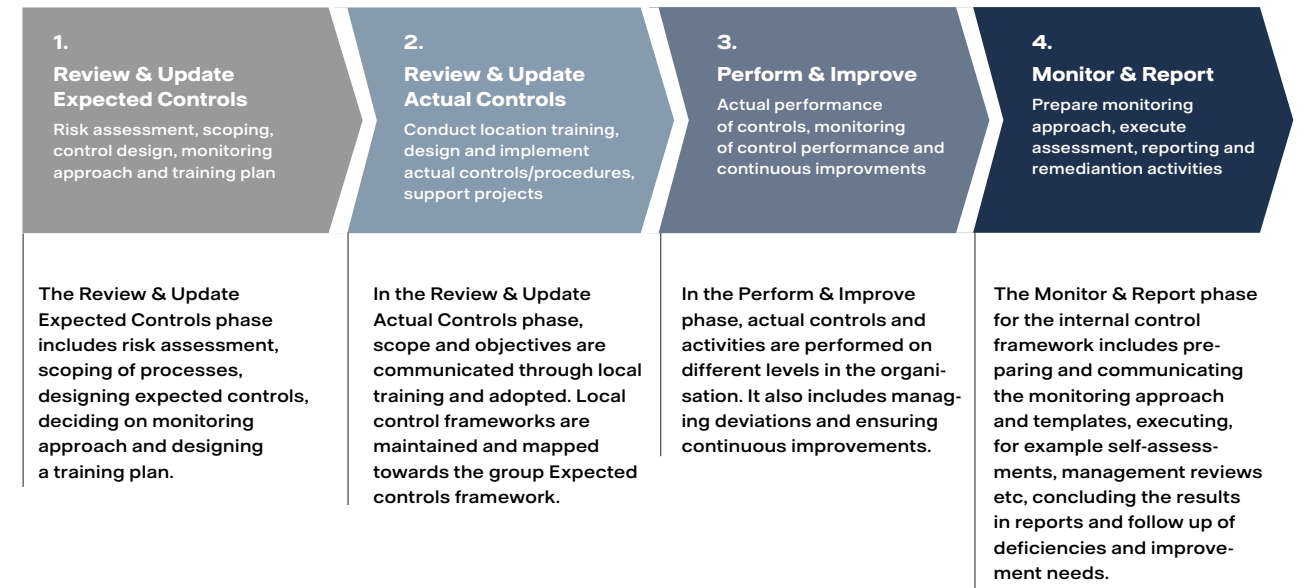 1.
Review & Update
Expected Controls
Risk assessment, scoping,
control design, monitoring
approach and training plan
2.
Review & Update
Actual Controls
Conduct location training,
design and implement
actual controls/procedures,
support projects
3.
Perform & Improve
Actual performance
of controls, monitoring
of control performance and
continuous improvments
4.
Monitor & Report
Prepare monitoring
approach, execute
assessment, reporting and
remediantion activities
The Review & Update
Expected Controls phase
includes risk assessment,
scoping of processes,
designing expected controls,
deciding on monitoring
approach and designing
a training plan.
In the Review & Update
Actual Controls phase,
scope and objectives are
communicated through local
training and adopted. Local
control frameworks are
maintained and mapped
towards the group Expected
controls framework.
In the Perform & Improve
phase, actual controls and
activities are performed on
different levels in the organi-
sation. It also includes manag-
ing deviations and ensuring
continuous improvements.
The Monitor & Report phase
for the internal control
framework includes pre-
paring and communicating
the monitoring approach
and templates, executing,
for example self-assess-
ments, management reviews
etc, concluding the results
in reports and follow up of
deficiencies and improve-
ment needs.